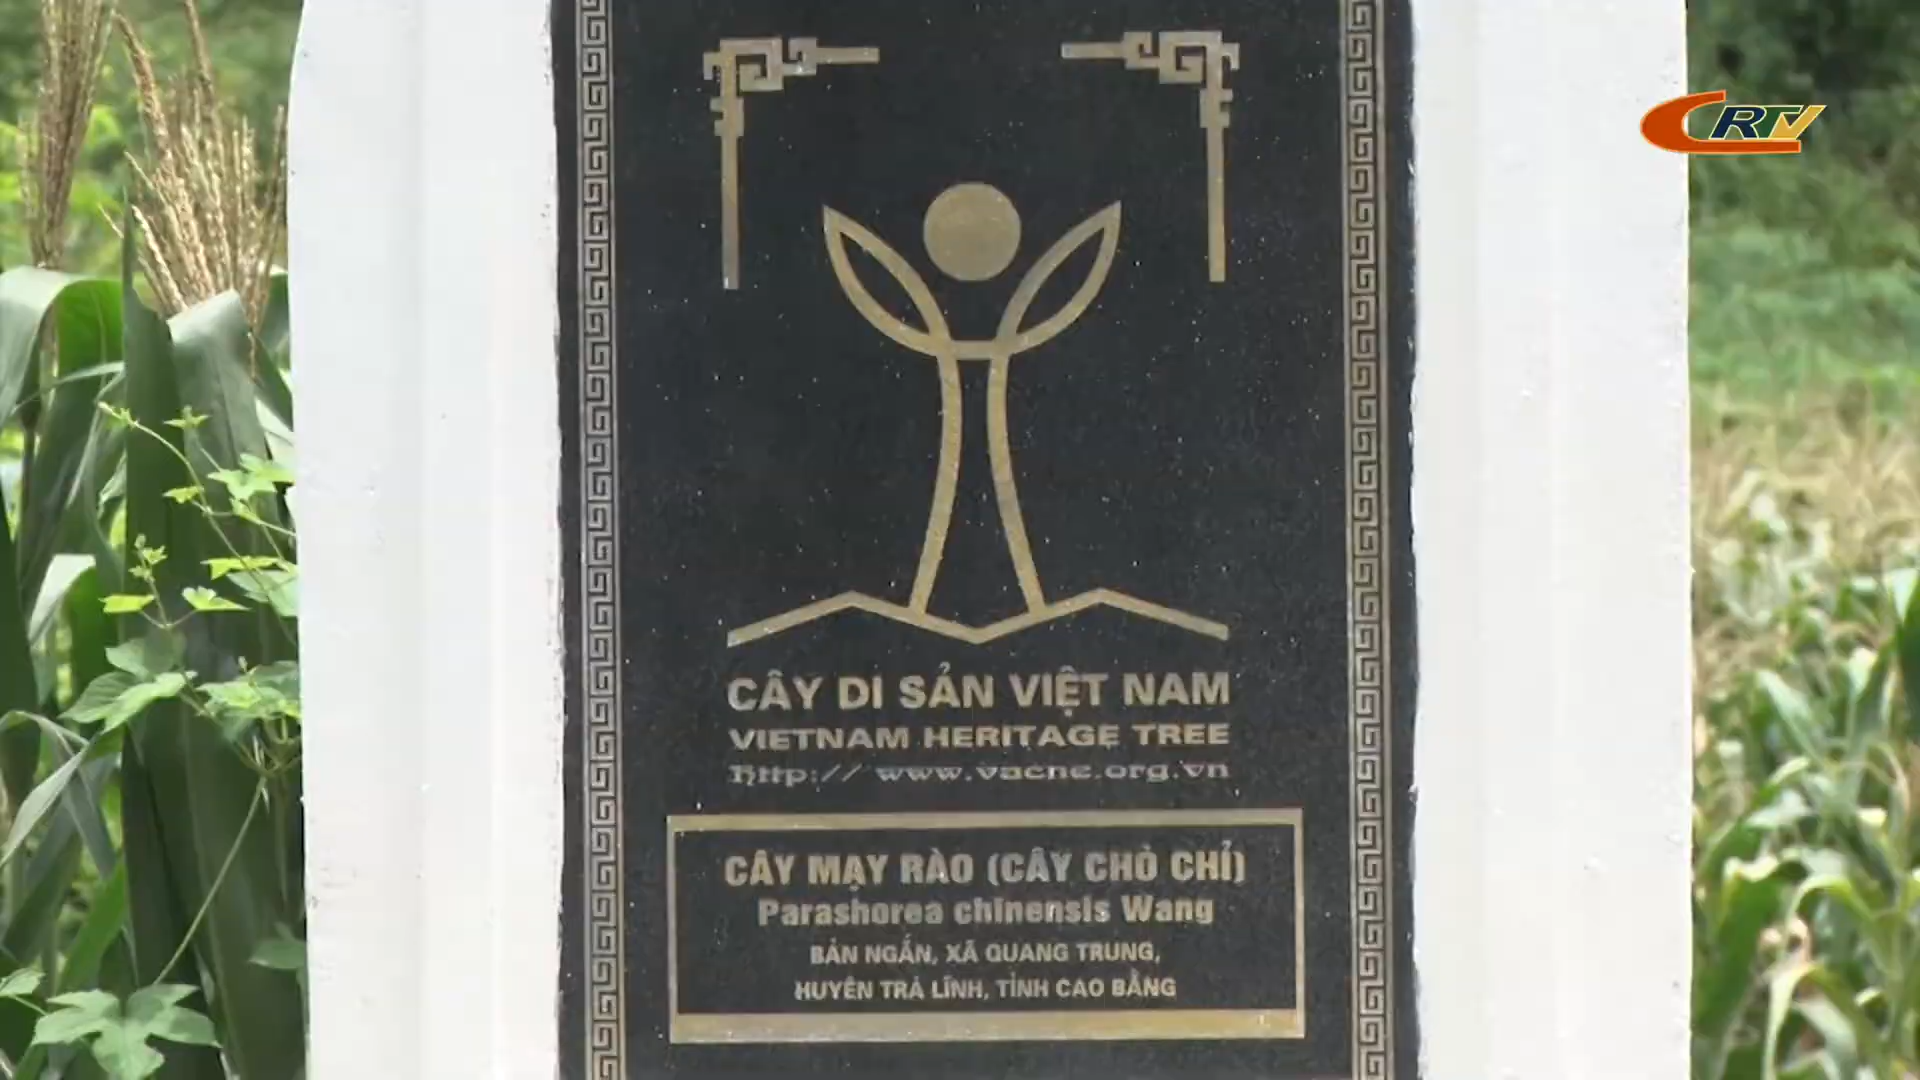 CRTV
CÂY DI SẢN VIỆT NAM
VIETNAM HERITAGE TREE
Http:// www.vacne.org.vn
CÂY MẠY RÀO (CÂY CHÒ CHỈ)
Parashorea chinensis Wang
BẢN NGẮN, XÃ QUANG TRUNG,
HUYỆN TRÀ LĨNH, TỈNH CAO BẰNG